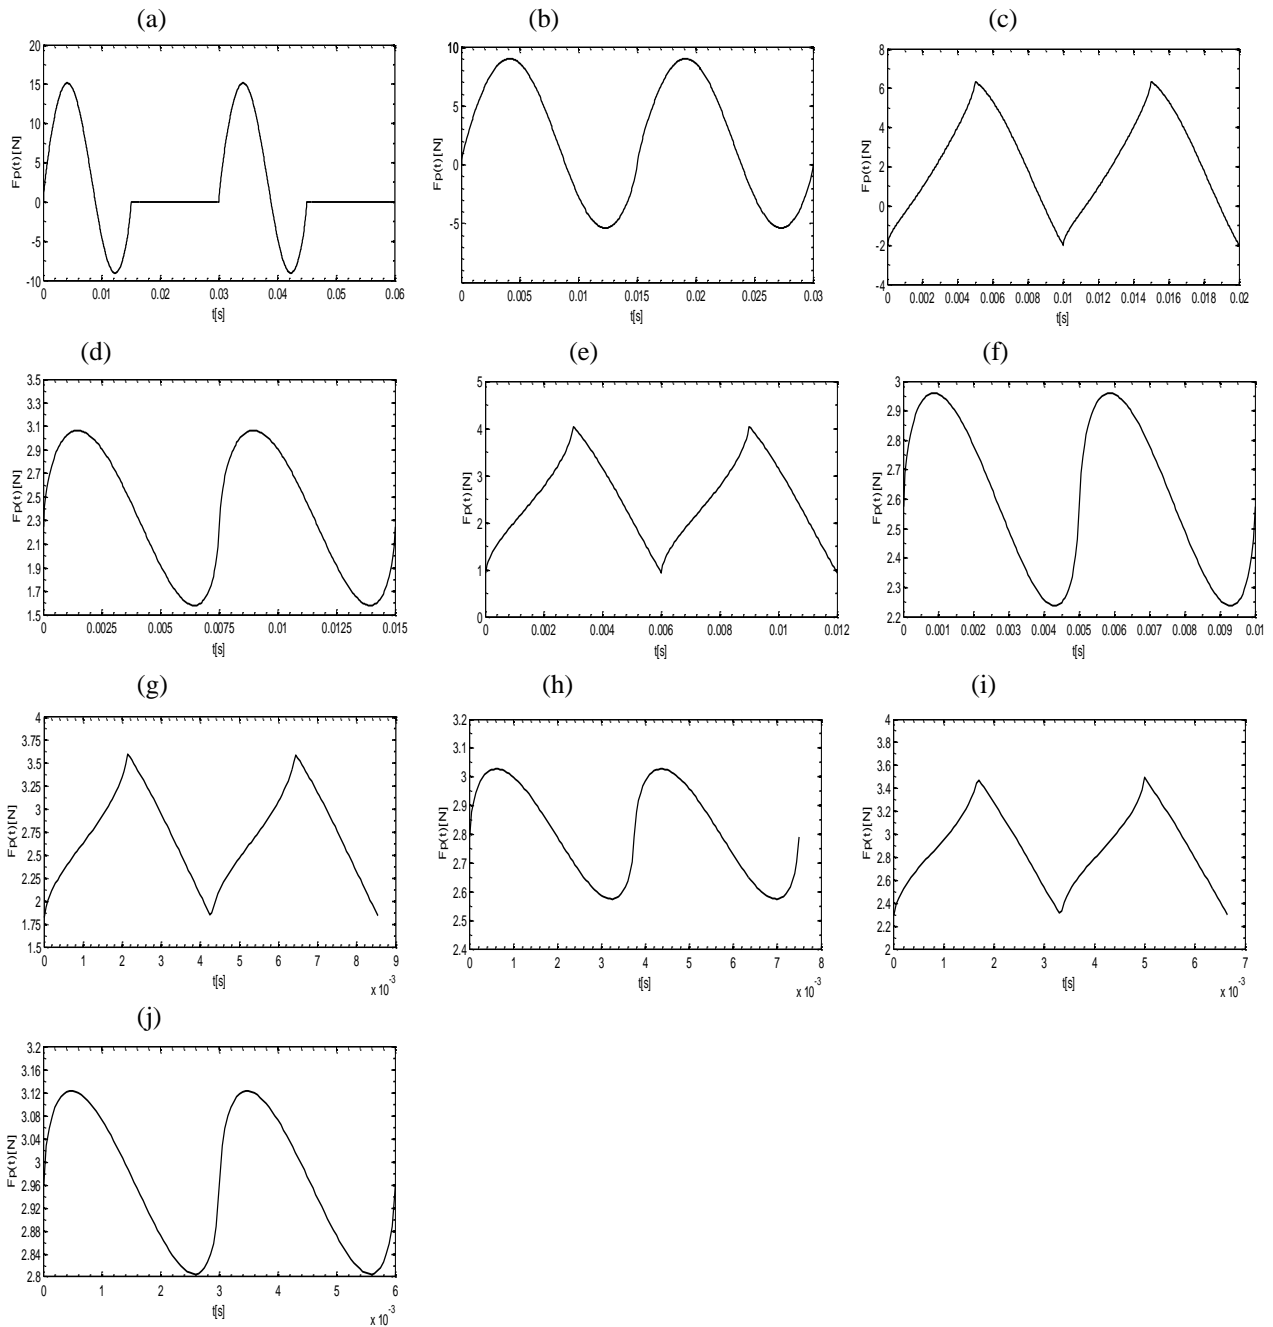 (a)
(b)
(c)
20
15
10
5
0
-5
-10
Fp(t)[N]
0 0.01 0.02 0.03 0.04 0.05 0.06
t[s]
10
5
0
-5
Fp(t)[N]
0 0.005 0.01 0.015 0.02 0.025 0.03
t[s]
8
6
4
2
0
-2
-4
Fp(t)[N]
0 0.002 0.004 0.006 0.008 0.01 0.012 0.014 0.016 0.018 0.02
t[s]
(d)
(e)
(f)
3.5
3.3
3.1
2.9
2.7
2.5
2.3
2.1
1.9
1.7
1.5
Fp(t)[N]
0 0.0025 0.005 0.0075 0.01 0.0125 0.015
t[s]
5
4
3
2
1
0
Fp(t)[N]
0 0.002 0.004 0.006 0.008 0.01 0.012
t[s]
3
2.9
2.8
2.7
2.6
2.5
2.4
2.3
2.2
Fp(t)[N]
0 0.001 0.002 0.003 0.004 0.005 0.006 0.007 0.008 0.009 0.01
t[s]
(g)
(h)
(i)
4
3.75
3.5
3.25
3
2.75
2.5
2.25
2
1.75
1.5
Fp(t)[N]
0 1 2 3 4 5 6 7 8 9
t[s]
x 10-3
3.2
3.1
3.0
2.9
2.8
2.7
2.6
2.5
2.4
Fp(t)[N]
0 1 2 3 4 5 6 7 8
t[s]
x 10-3
4
3.8
3.6
3.4
3.2
3
2.8
2.6
2.4
2.2
2
Fp(t)[N]
0 1 2 3 4 5 6 7
t[s]
x 10-3
(j)
3.2
3.16
3.12
3.08
3.04
3
2.96
2.92
2.88
2.84
2.8
Fp(t)[N]
0 1 2 3 4 5 6
t[s]
x 10-3